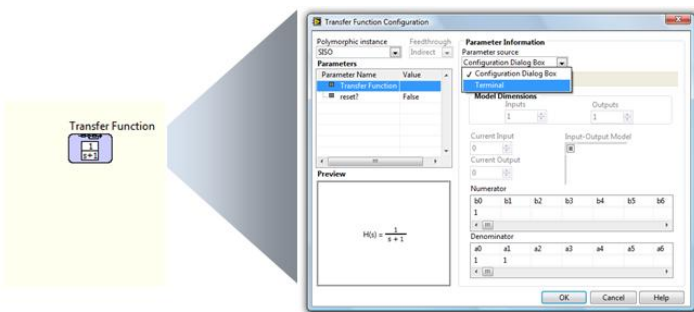 Transfer Function
1
s+1
Transfer Function Configuration
Polymorphic instance
Feedthrough
SISO
Indirect
Parameters
Parameter Name
Value
Transfer Function
reset?
False
Preview
H(s) = 1
s + 1
Parameter Information
Parameter source
Configuration Dialog Box
✓ Configuration Dialog Box
Terminal
Model Dimensions
Inputs
Outputs
1
1
Current Input
Input-Output Model
0
Current Output
0
Numerator
b0 b1 b2 b3 b4 b5 b6
1
Denominator
a0 a1 a2 a3 a4 a5 a6
1 1
OK
Cancel
Help